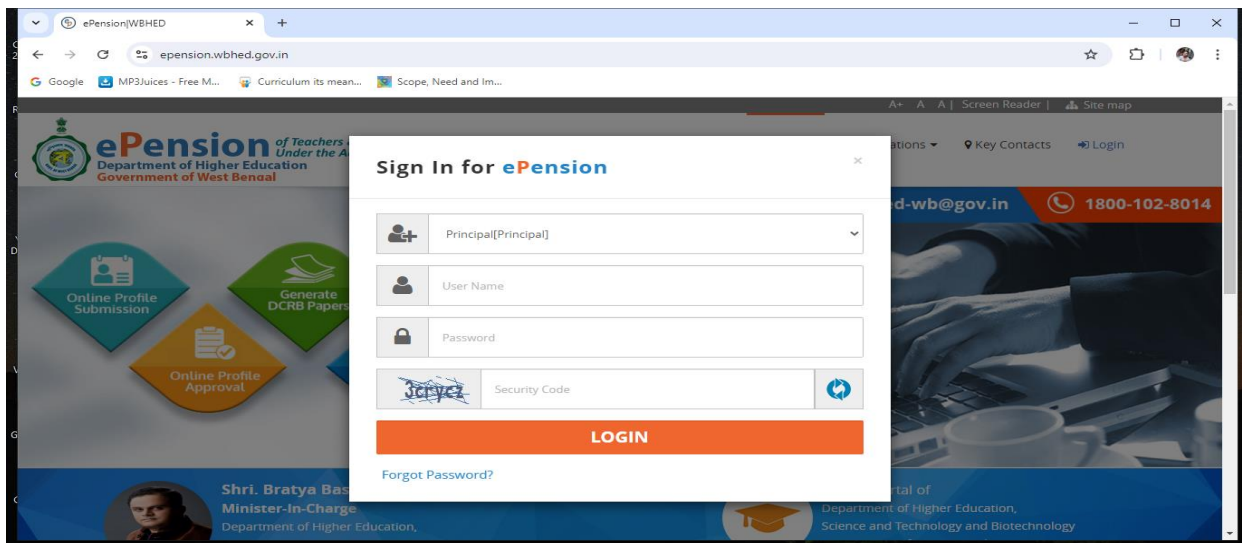 ePension|WBHED
epension.wbhed.gov.in
Google MP3Juices - Free M... Curriculum its mean... Scope, Need and Im...
A+ A A | Screen Reader | Site map
ePension of Teachers
Under the A
Department of Higher Education
Government of West Bengal
ations Key Contacts Login
d-wb@gov.in 1800-102-8014
Sign In for ePension
Principal[Principal]
User Name
Password
Security Code
LOGIN
Forgot Password?
Online Profile
Submission
Generate
DCRB Papers
Online Profile
Approval
Shri. Bratya Bas
Minister-In-Charge
Department of Higher Education,
rtal of
Department of Higher Education,
Science and Technology and Biotechnology